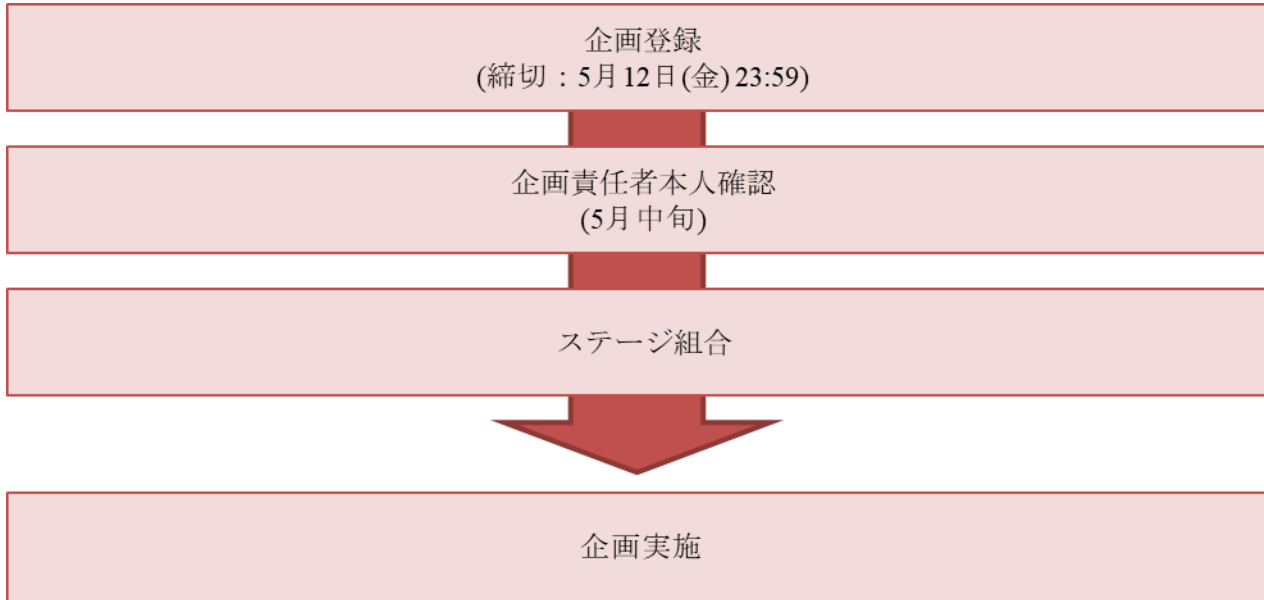 企画登録
(締切：5月12日(金) 23:59)
企画責任者本人確認
(5月中旬)
ステージ組合
企画実施